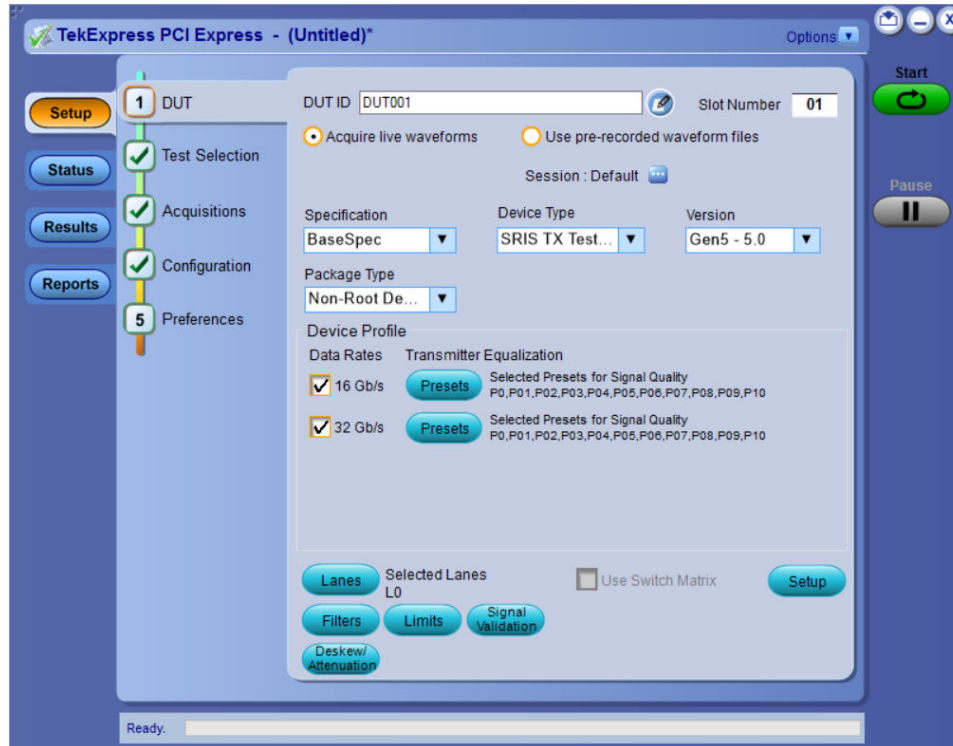 TekExpress PCI Express - (Untitled)*
Options
Start
Pause
Setup
Status
Results
Reports
1 DUT
Test Selection
Acquisitions
Configuration
5 Preferences
DUT ID DUT001
Slot Number 01
Acquire live waveforms
Use pre-recorded waveform files
Session : Default
Specification
Device Type
Version
BaseSpec
SRIS TX Test...
Gen5 - 5.0
Package Type
Non-Root De...
Device Profile
Data Rates
Transmitter Equalization
16 Gb/s
Presets
Selected Presets for Signal Quality
P0,P01,P02,P03,P04,P05,P06,P07,P08,P09,P10
32 Gb/s
Presets
Selected Presets for Signal Quality
P0,P01,P02,P03,P04,P05,P06,P07,P08,P09,P10
Lanes
Selected Lanes
L0
Use Switch Matrix
Setup
Filters
Limits
Signal
Validation
Deskew/
Attenuation
Ready.